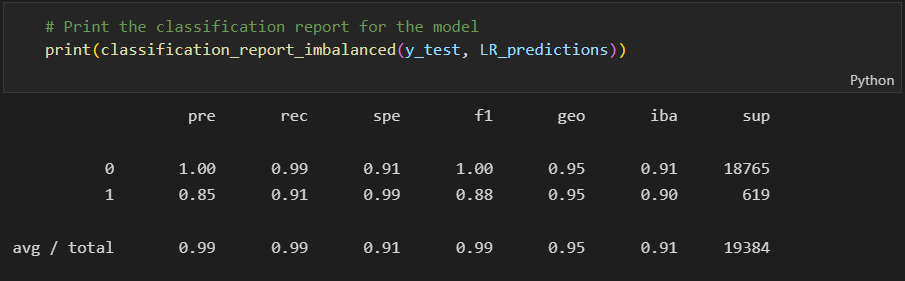 # Print the classification report for the model
print(classification_report_imbalanced(y_test, LR_predictions))
Python
pre rec spe f1 geo iba sup
0 1.00 0.99 0.91 1.00 0.95 0.91 18765
1 0.85 0.91 0.99 0.88 0.95 0.90 619
avg / total 0.99 0.99 0.91 0.99 0.95 0.91 19384